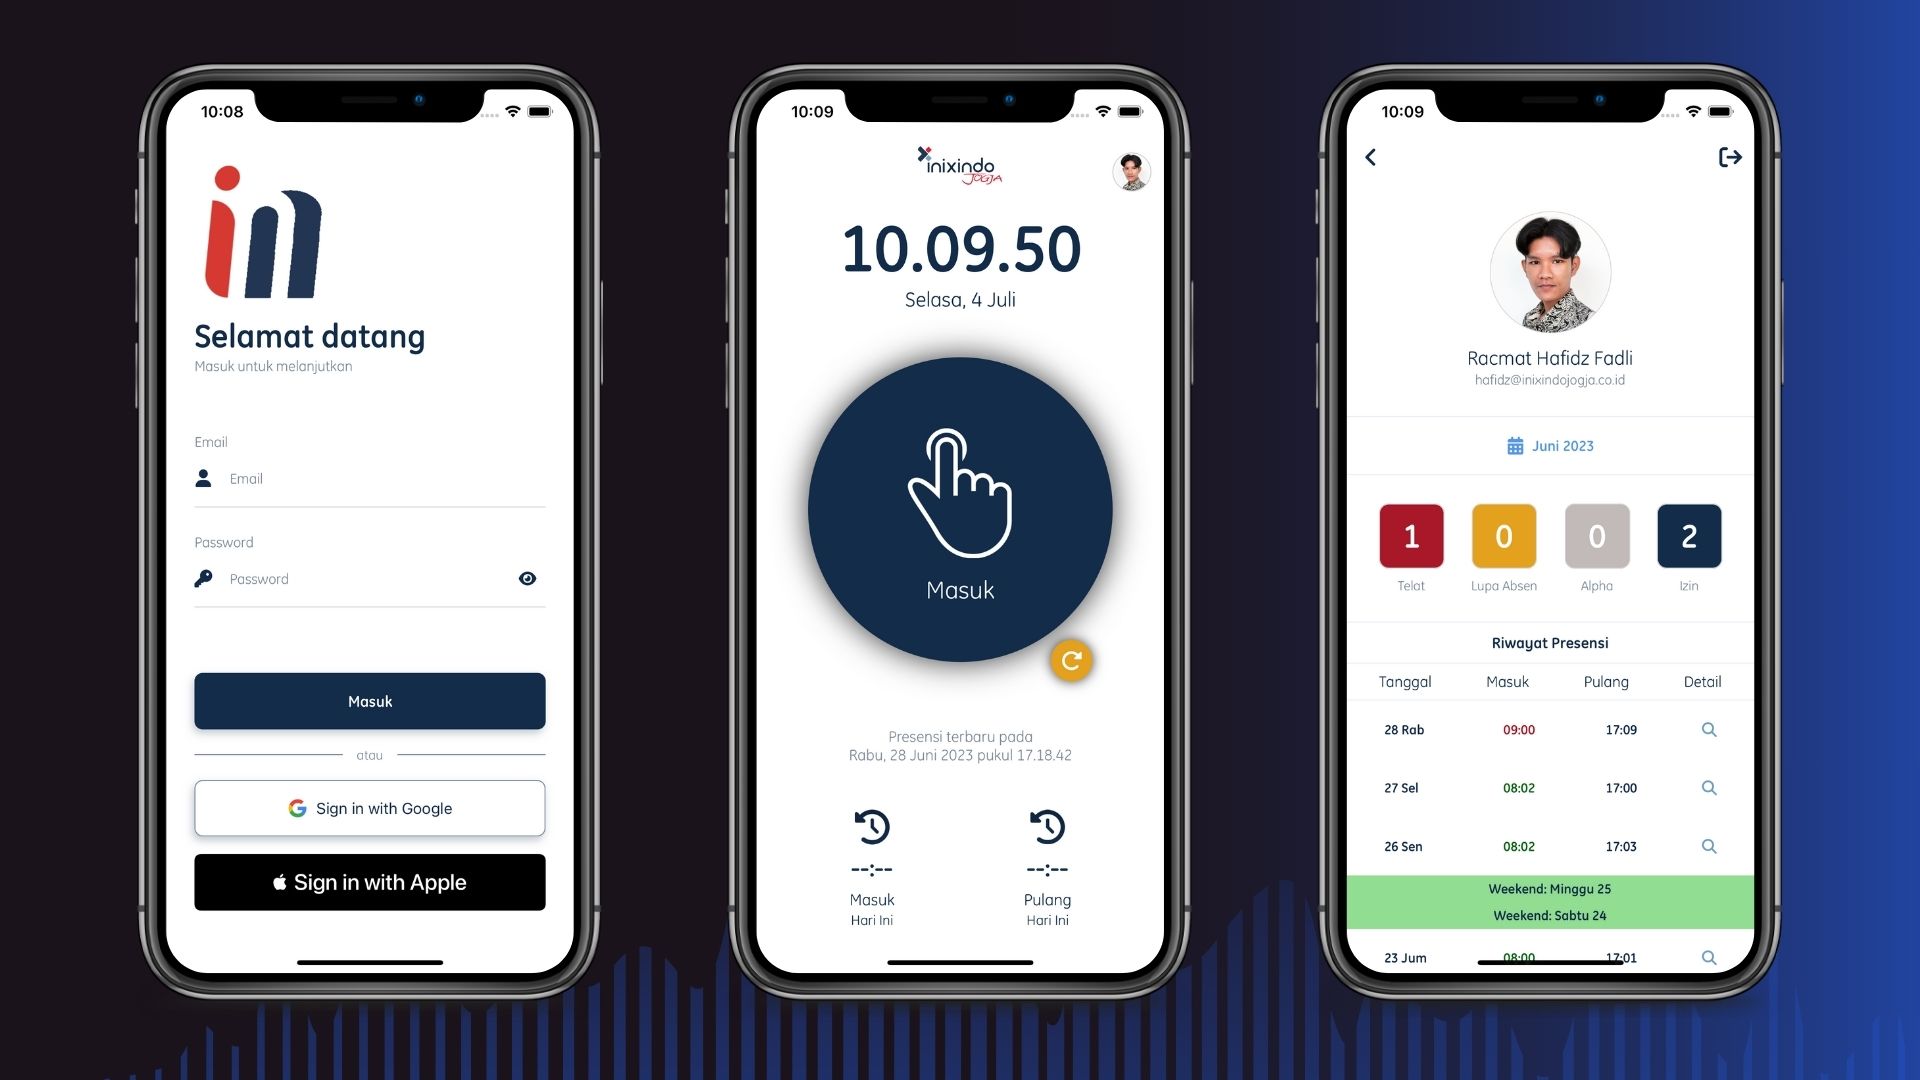 10:08
in
Selamat datang
Masuk untuk melanjutkan
Email
Email
Password
Password
Masuk
atau
Sign in with Google
Sign in with Apple
10:09
inixindo
JOGJA
10.09.50
Selasa, 4 Juli
Masuk
Presensi terbaru pada
Rabu, 28 Juni 2023 pukul 17.18.42
--:-- --:--
Masuk Pulang
Hari Ini Hari Ini
10:09
Racmat Hafidz Fadli
hafidz@inixindojogja.co.id
Juni 2023
1 0 0 2
Telat Lupa Absen Alpha Izin
Riwayat Presensi
Tanggal Masuk Pulang Detail
28 Rab 09:00 17:09
27 Sel 08:02 17:00
26 Sen 08:02 17:03
Weekend: Minggu 25
Weekend: Sabtu 24
23 Jum 08:00 17:01